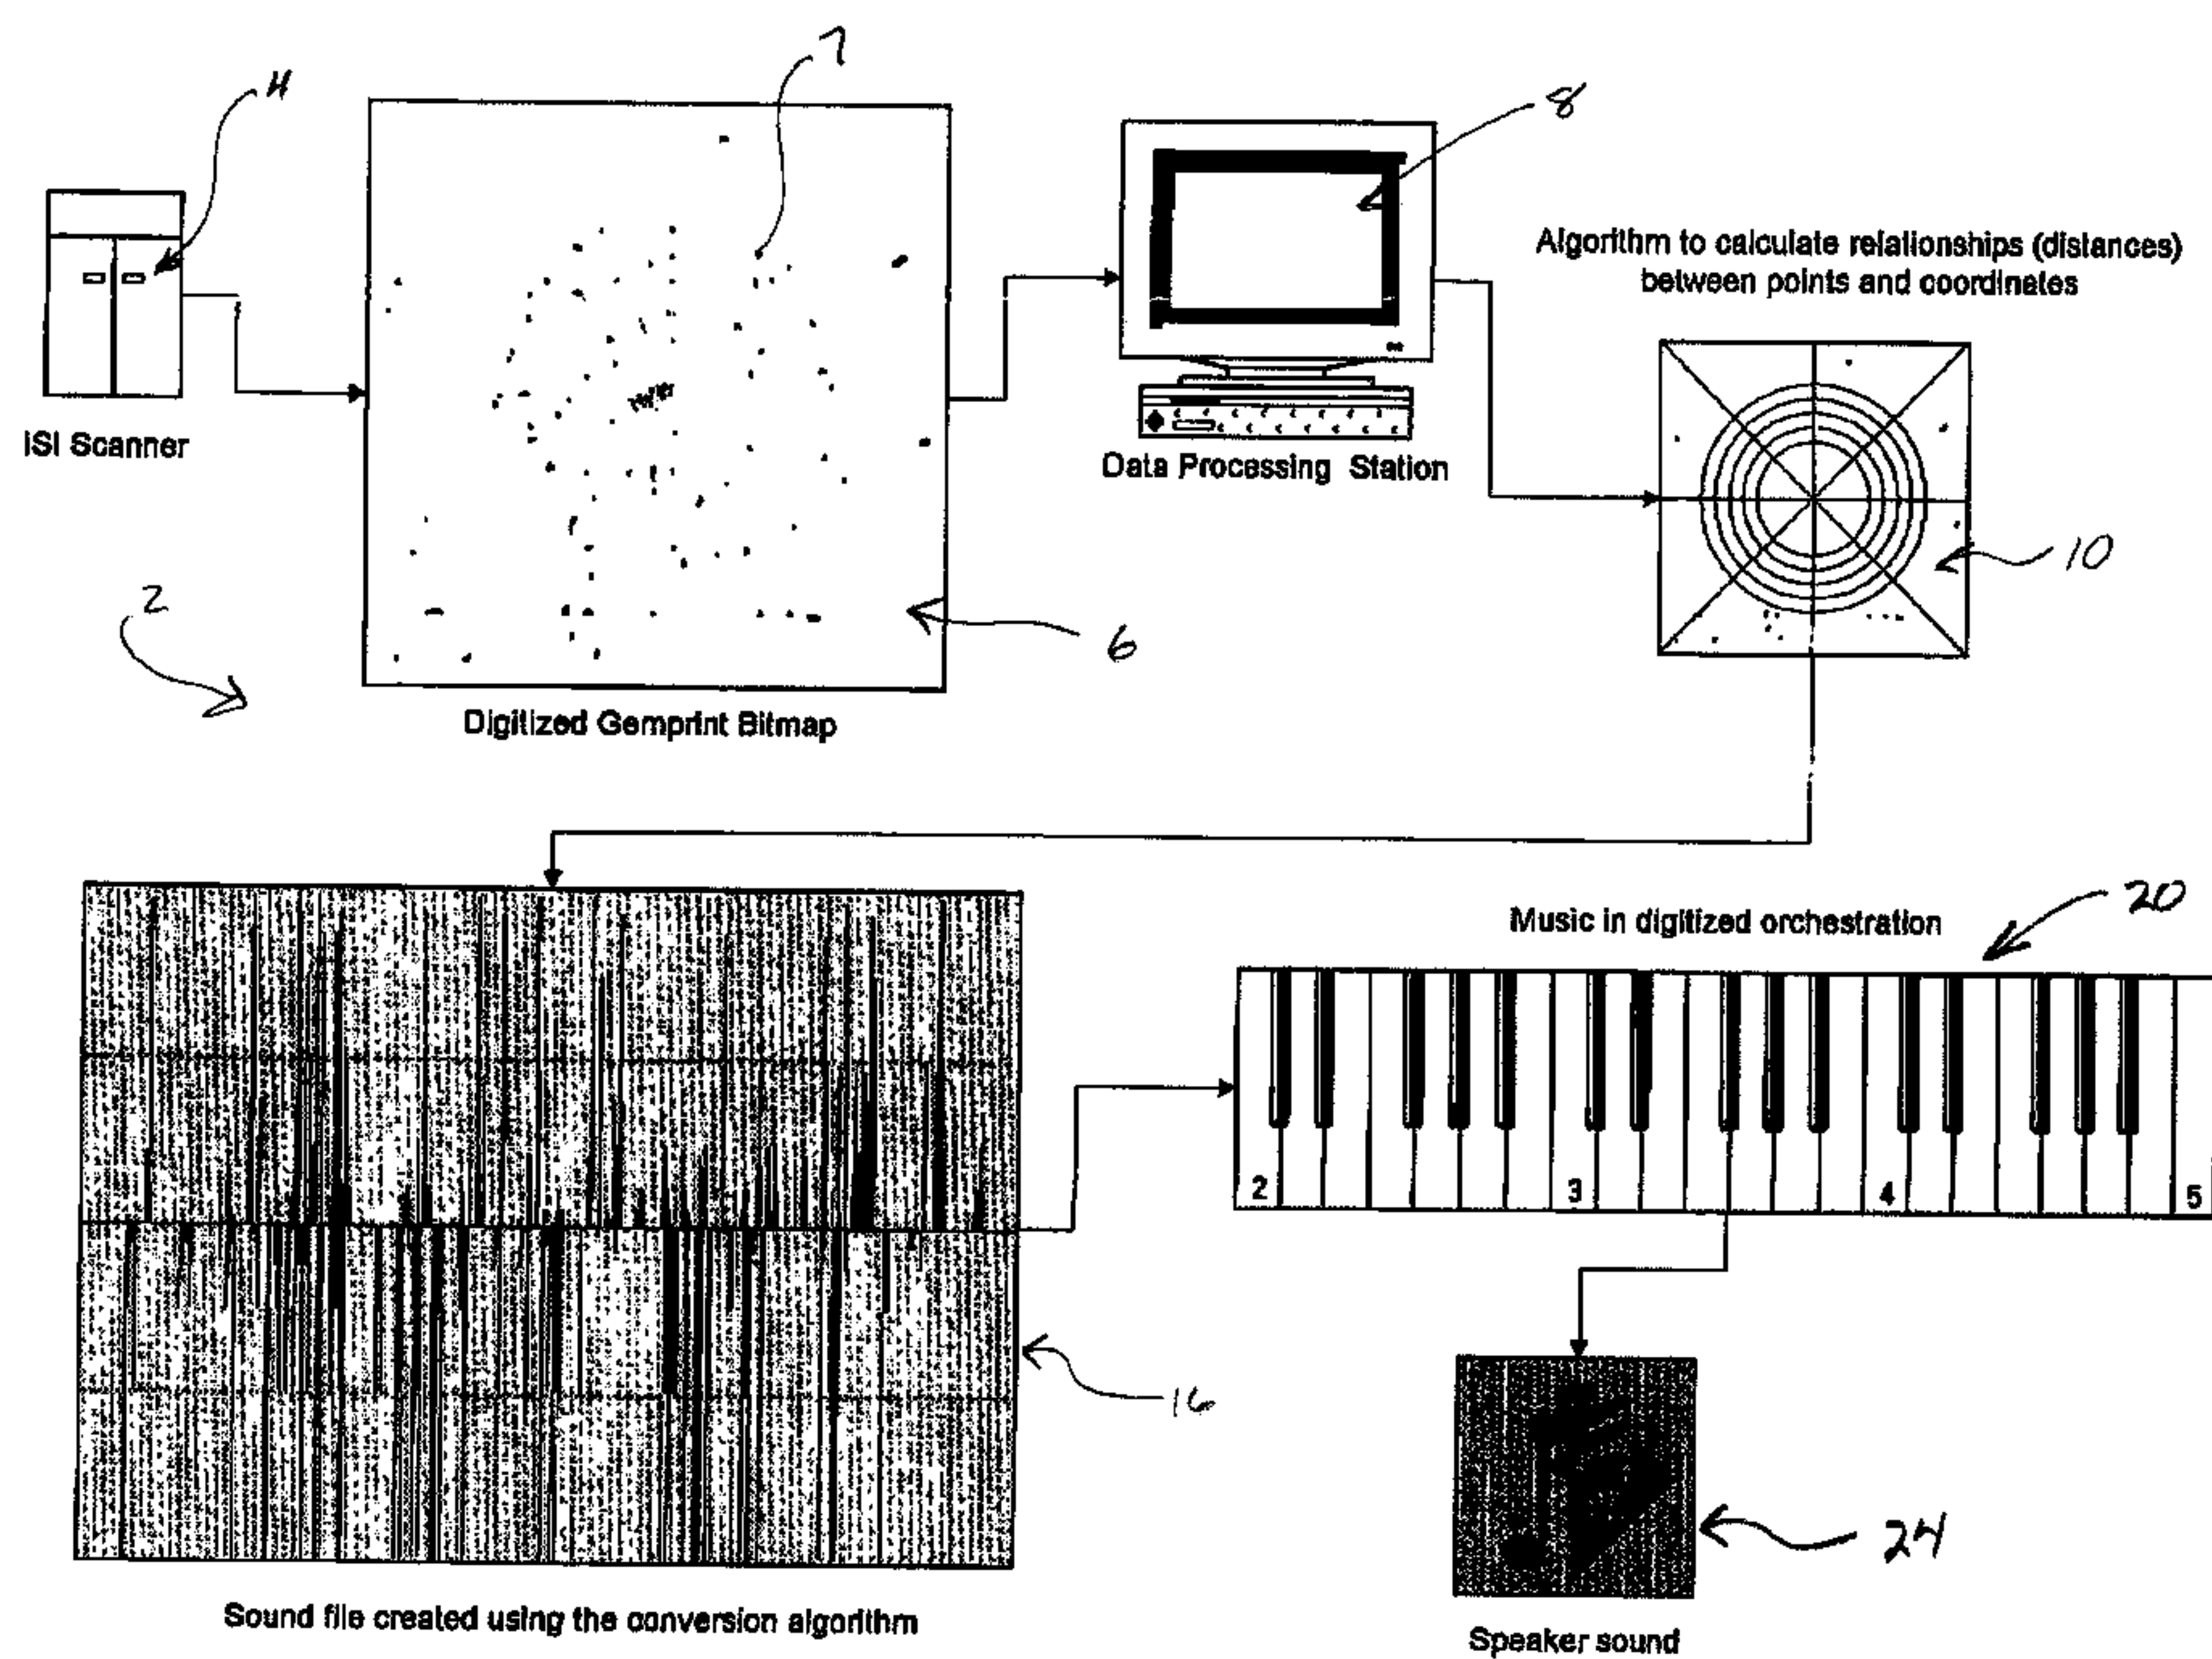 4
7
8
ISI Scanner
Digitized Gemprint Bitmap
Data Processing Station
Algorithm to calculate relationships (distances)
between points and coordinates
10
2
6
Music in digitized orchestration
20
2 3 4 5
16
24
Sound file created using the conversion algorithm
Speaker sound